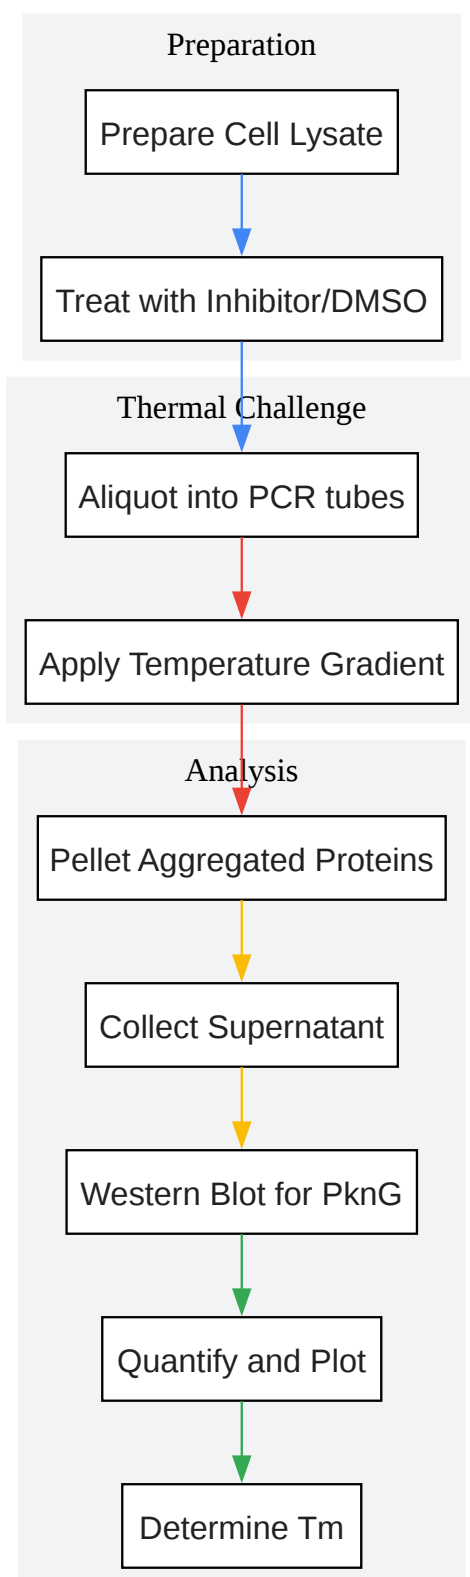 Preparation
Prepare Cell Lysate
Treat with Inhibitor/DMSO
Thermal Challenge
Aliquot into PCR tubes
Apply Temperature Gradient
Analysis
Pellet Aggregated Proteins
Collect Supernatant
Western Blot for PknG
Quantify and Plot
Determine Tm